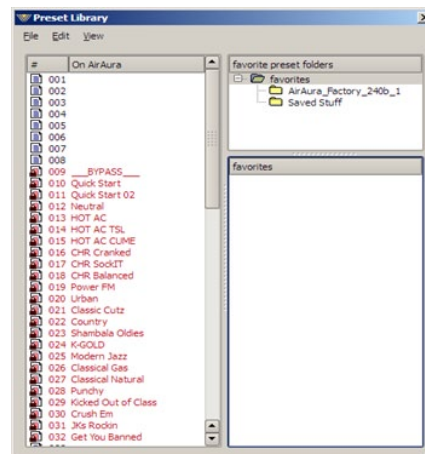 Preset Library
File Edit View
# On AirAura
001
002
003
004
005
006
007
008
009 ___BYPASS___
010 Quick Start
011 Quick Start 02
012 Neutral
013 HOT AC
014 HOT AC TSL
015 HOT AC CUME
016 CHR Cranked
017 CHR SockIT
018 CHR Balanced
019 Power FM
020 Urban
021 Classic Cutz
022 Country
023 Shambala Oldies
024 K-GOLD
025 Modern Jazz
026 Classical Gas
027 Classical Natural
028 Punchy
029 Kicked Out of Class
030 Crush Em
031 JKs Rockin
032 Get You Banned
favorite preset folders
favorites
AirAura_Factory_240b_1
Saved Stuff
favorites